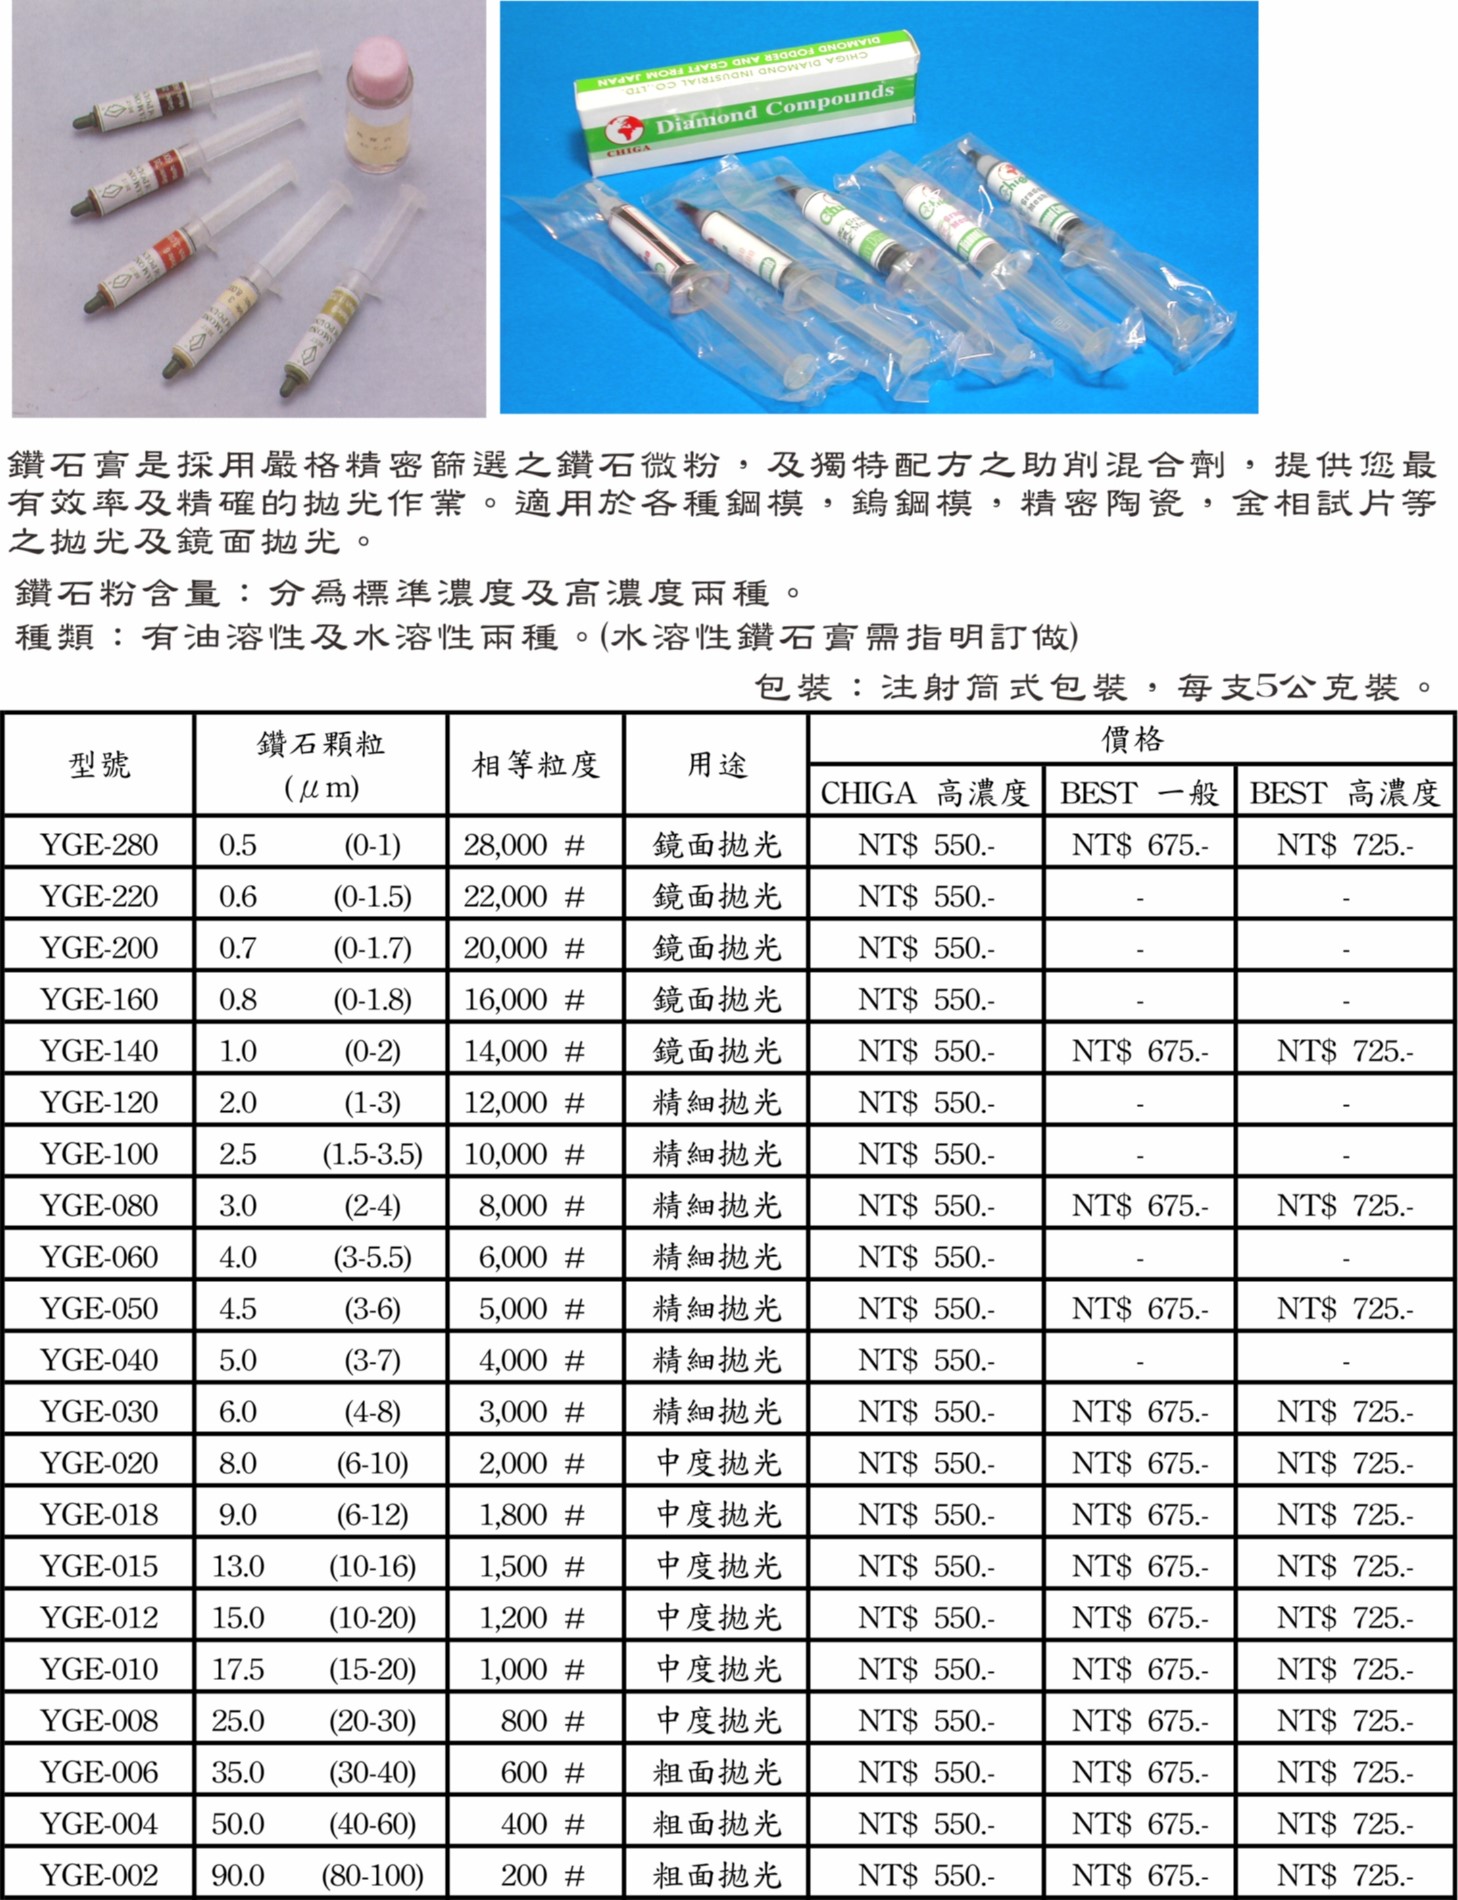 DIAMOND FODDER AND CRAFT FROM JAPAN
CHIGA DIAMOND INDUSTRIAL CO., LTD.
Diamond Compounds
CHIGA
鑽石膏是採用嚴格精密篩選之鑽石微粉，及獨特配方之助削混合劑，提供您最
有效率及精確的拋光作業。適用於各種鋼模，鎢鋼模，精密陶瓷，金相試片等
之拋光及鏡面拋光。
鑽石粉含量：分為標準濃度及高濃度兩種。
種類：有油溶性及水溶性兩種。(水溶性鑽石膏需指明訂做)
包裝：注射筒式包裝，每支5公克裝。
型號 鑽石顆粒 (μm) 相等粒度 用途 價格
CHIGA 高濃度 BEST 一般 BEST 高濃度
YGE-280 0.5 (0-1) 28,000 # 鏡面拋光 NT$ 550.- NT$ 675.- NT$ 725.-
YGE-220 0.6 (0-1.5) 22,000 # 鏡面拋光 NT$ 550.- - -
YGE-200 0.7 (0-1.7) 20,000 # 鏡面拋光 NT$ 550.- - -
YGE-160 0.8 (0-1.8) 16,000 # 鏡面拋光 NT$ 550.- - -
YGE-140 1.0 (0-2) 14,000 # 鏡面拋光 NT$ 550.- NT$ 675.- NT$ 725.-
YGE-120 2.0 (1-3) 12,000 # 精細拋光 NT$ 550.- - -
YGE-100 2.5 (1.5-3.5) 10,000 # 精細拋光 NT$ 550.- - -
YGE-080 3.0 (2-4) 8,000 # 精細拋光 NT$ 550.- NT$ 675.- NT$ 725.-
YGE-060 4.0 (3-5.5) 6,000 # 精細拋光 NT$ 550.- - -
YGE-050 4.5 (3-6) 5,000 # 精細拋光 NT$ 550.- NT$ 675.- NT$ 725.-
YGE-040 5.0 (3-7) 4,000 # 精細拋光 NT$ 550.- - -
YGE-030 6.0 (4-8) 3,000 # 精細拋光 NT$ 550.- NT$ 675.- NT$ 725.-
YGE-020 8.0 (6-10) 2,000 # 中度拋光 NT$ 550.- NT$ 675.- NT$ 725.-
YGE-018 9.0 (6-12) 1,800 # 中度拋光 NT$ 550.- NT$ 675.- NT$ 725.-
YGE-015 13.0 (10-16) 1,500 # 中度拋光 NT$ 550.- NT$ 675.- NT$ 725.-
YGE-012 15.0 (10-20) 1,200 # 中度拋光 NT$ 550.- NT$ 675.- NT$ 725.-
YGE-010 17.5 (15-20) 1,000 # 中度拋光 NT$ 550.- NT$ 675.- NT$ 725.-
YGE-008 25.0 (20-30) 800 # 中度拋光 NT$ 550.- NT$ 675.- NT$ 725.-
YGE-006 35.0 (30-40) 600 # 粗面拋光 NT$ 550.- NT$ 675.- NT$ 725.-
YGE-004 50.0 (40-60) 400 # 粗面拋光 NT$ 550.- NT$ 675.- NT$ 725.-
YGE-002 90.0 (80-100) 200 # 粗面拋光 NT$ 550.- NT$ 675.- NT$ 725.-